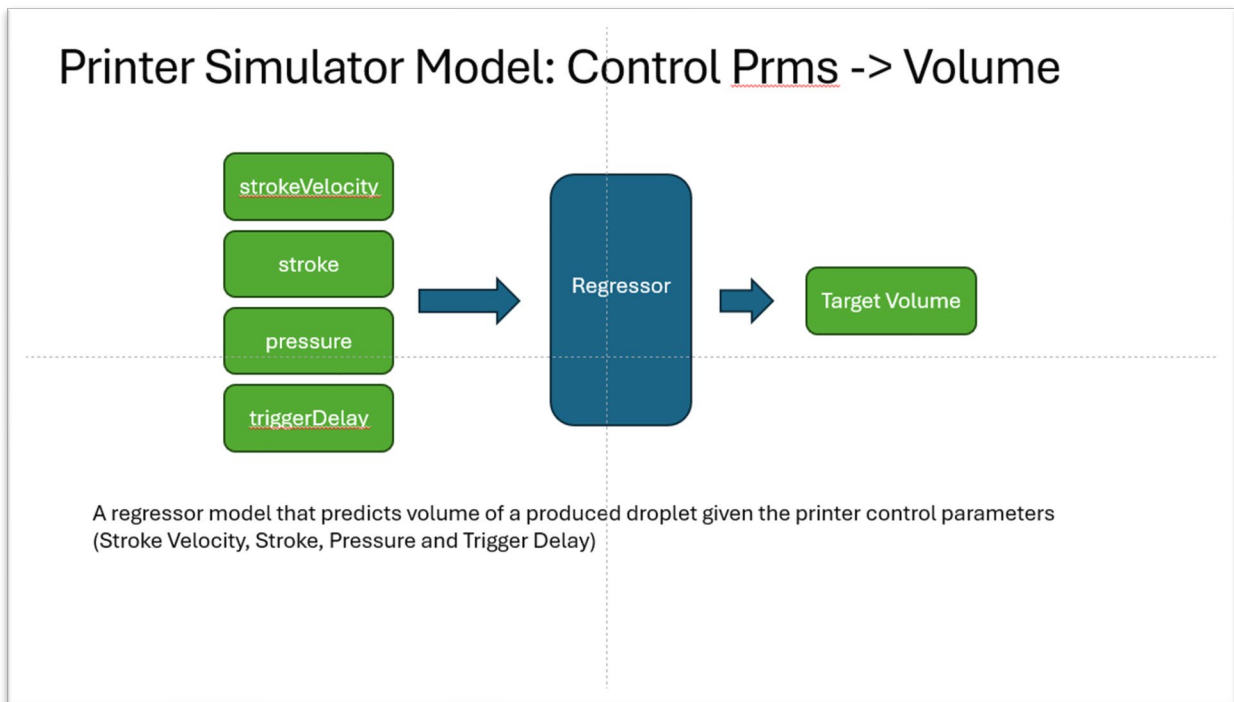 Printer Simulator Model: Control Prms -> Volume
strokeVelocity
stroke
pressure
triggerDelay
Regressor
Target Volume
A regressor model that predicts volume of a produced droplet given the printer control parameters
(Stroke Velocity, Stroke, Pressure and Trigger Delay)